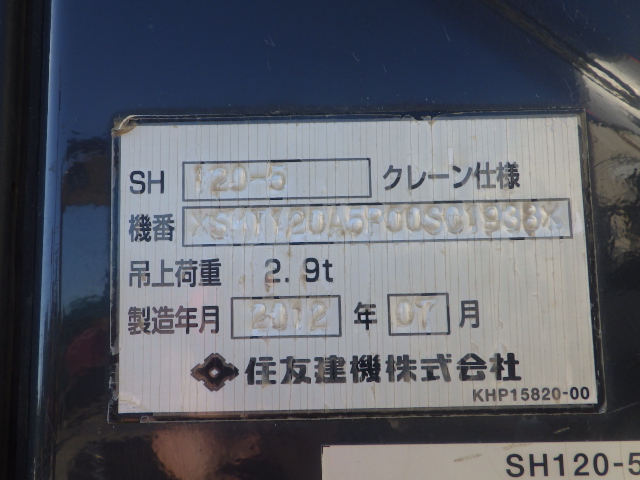 SH 120-5 クレーン仕様
機番
吊上荷重 2.9t
製造年月 2012 年 07 月
住友建機株式会社
KHP15820-00
SH120-5